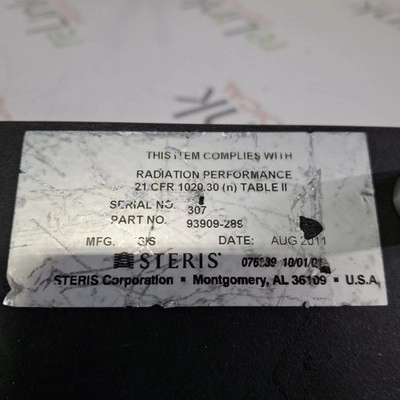 THIS ITEM COMPLIES WITH
RADIATION PERFORMANCE
21 CFR 1020.30 (n) TABLE II
SERIAL NO. 307
PART NO. 93909-289
MFG. S/S DATE: AUG 2011
STERIS®
STERIS Corporation ▪ Montgomery, AL 36109 ▪ U.S.A.